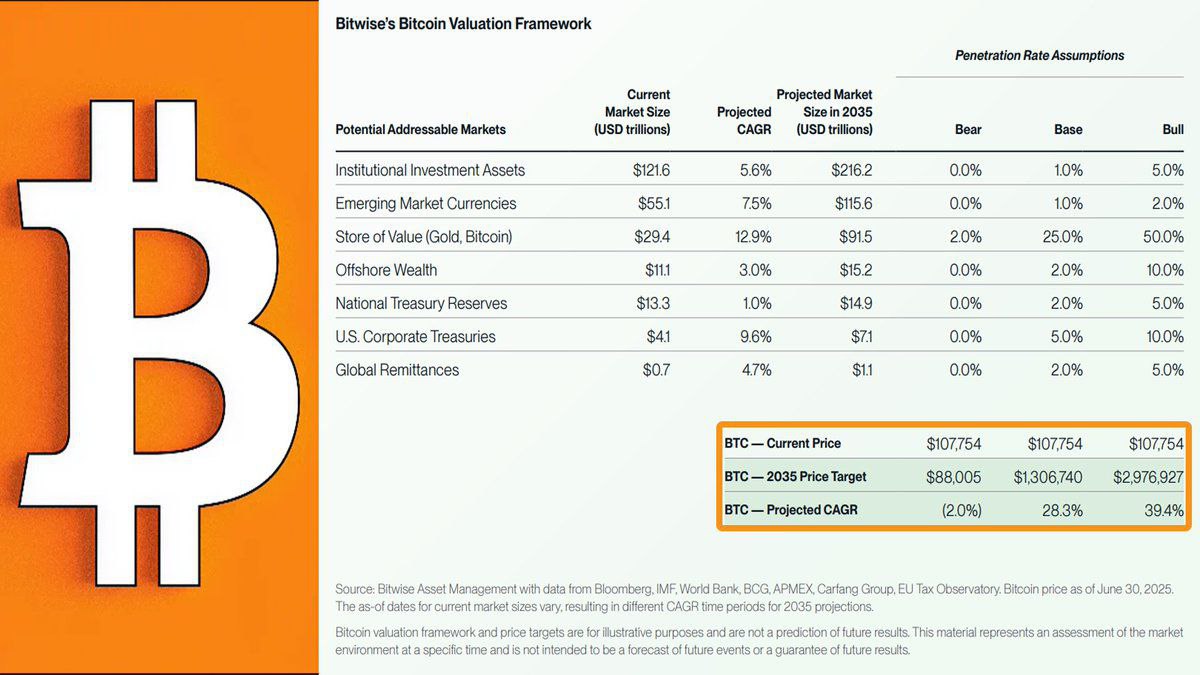 Bitwise's Bitcoin Valuation Framework
Penetration Rate Assumptions
Potential Addressable Markets Current Market Size (USD trillions) Projected CAGR Projected Market Size in 2035 (USD trillions) Bear Base Bull
Institutional Investment Assets $121.6 5.6% $216.2 0.0% 1.0% 5.0%
Emerging Market Currencies $55.1 7.5% $115.6 0.0% 1.0% 2.0%
Store of Value (Gold, Bitcoin) $29.4 12.9% $91.5 2.0% 25.0% 50.0%
Offshore Wealth $11.1 3.0% $15.2 0.0% 2.0% 10.0%
National Treasury Reserves $13.3 1.0% $14.9 0.0% 2.0% 5.0%
U.S. Corporate Treasuries $4.1 9.6% $7.1 0.0% 5.0% 10.0%
Global Remittances $0.7 4.7% $1.1 0.0% 2.0% 5.0%
BTC — Current Price $107,754 $107,754 $107,754
BTC — 2035 Price Target $88,005 $1,306,740 $2,976,927
BTC — Projected CAGR (2.0%) 28.3% 39.4%
Source: Bitwise Asset Management with data from Bloomberg, IMF, World Bank, BCG, APMEX, Carfang Group, EU Tax Observatory. Bitcoin price as of June 30, 2025.
The as-of dates for current market sizes vary, resulting in different CAGR time periods for 2035 projections.
Bitcoin valuation framework and price targets are for illustrative purposes and are not a prediction of future results. This material represents an assessment of the market
environment at a specific time and is not intended to be a forecast of future events or a guarantee of future results.